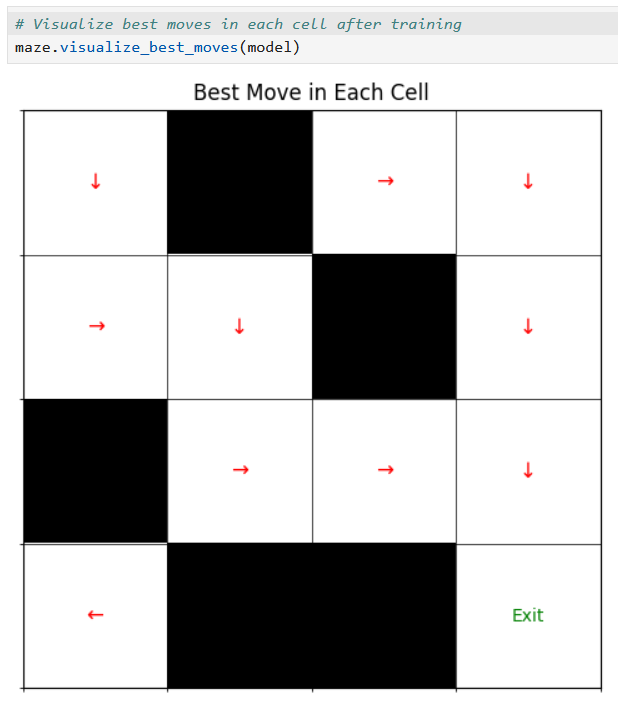 # Visualize best moves in each cell after training
maze.visualize_best_moves(model)
Best Move in Each Cell
↓ → ↓
→ ↓ ↓
→ → ↓
← Exit